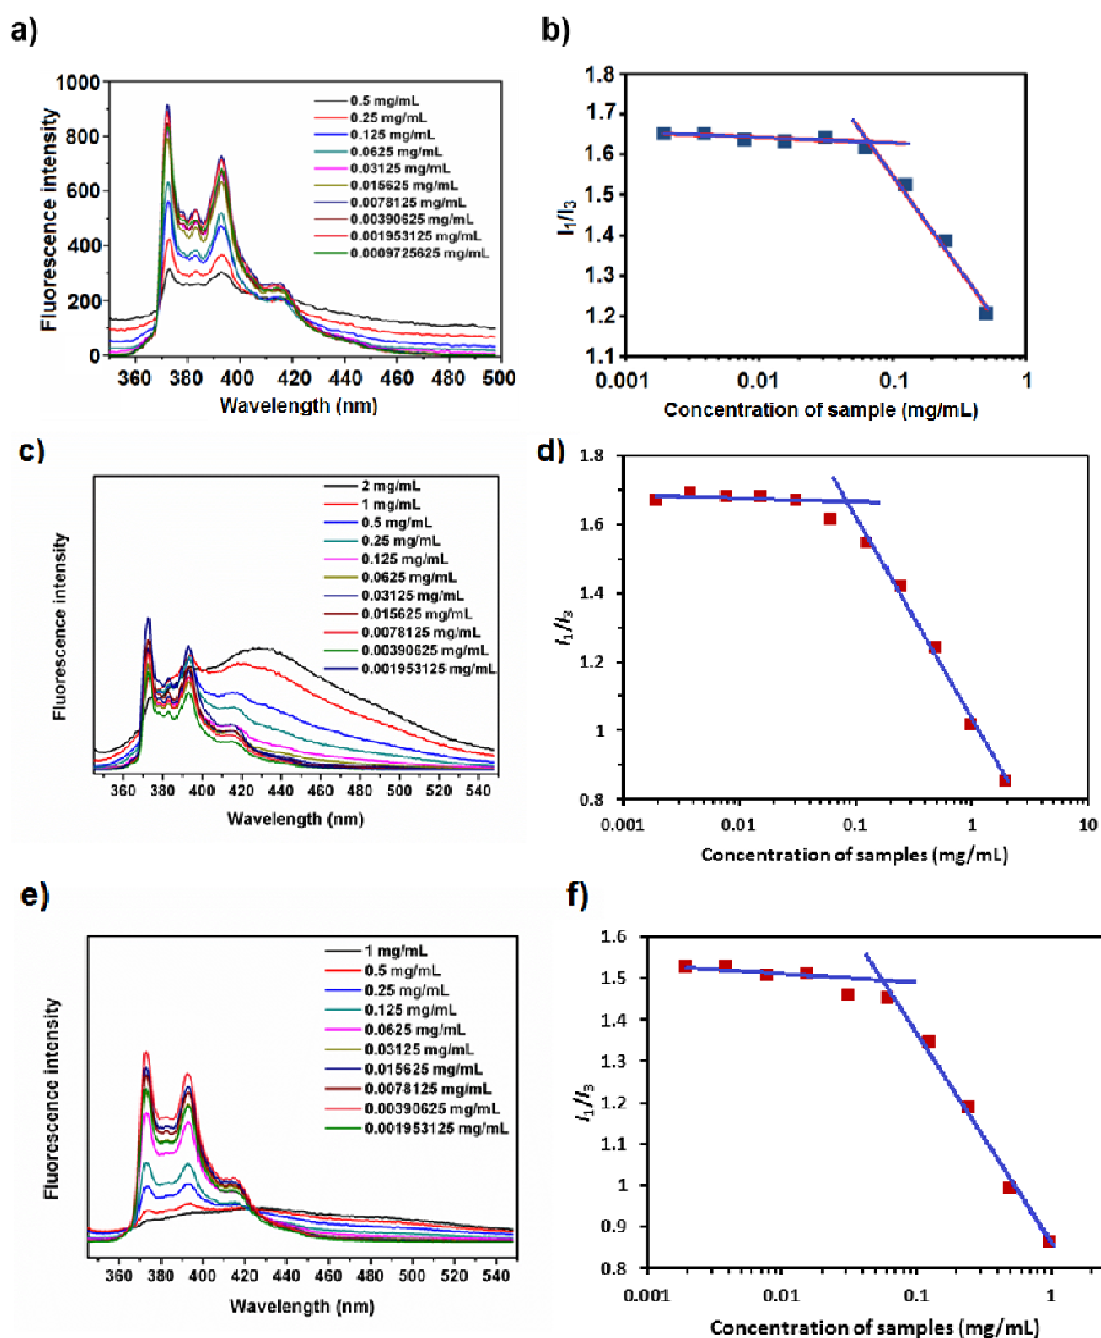 a)
Fluorescence intensity
1000
800
600
400
200
0
0.5 mg/mL
0.25 mg/mL
0.125 mg/mL
0.0625 mg/mL
0.03125 mg/mL
0.015625 mg/mL
0.0078125 mg/mL
0.00390625 mg/mL
0.001953125 mg/mL
0.0009725625 mg/mL
360 380 400 420 440 460 480 500
Wavelength (nm)
b)
I1/I3
1.8
1.7
1.6
1.5
1.4
1.3
1.2
1.1
0.001 0.01 0.1 1
Concentration of sample (mg/mL)
c)
Fluorescence intensity
2 mg/mL
1 mg/mL
0.5 mg/mL
0.25 mg/mL
0.125 mg/mL
0.0625 mg/mL
0.03125 mg/mL
0.015625 mg/mL
0.0078125 mg/mL
0.00390625 mg/mL
0.001953125 mg/mL
360 380 400 420 440 460 480 500 520 540
Wavelength (nm)
d)
I1/I3
1.8
1.6
1.4
1.2
1
0.8
0.001 0.01 0.1 1 10
Concentration of samples (mg/mL)
e)
Fluorescence intensity
1 mg/mL
0.5 mg/mL
0.25 mg/mL
0.125 mg/mL
0.0625 mg/mL
0.03125 mg/mL
0.015625 mg/mL
0.0078125 mg/mL
0.00390625 mg/mL
0.001953125 mg/mL
360 380 400 420 440 460 480 500 520 540
Wavelength (nm)
f)
I1/I3
1.6
1.5
1.4
1.3
1.2
1.1
1
0.9
0.8
0.001 0.01 0.1 1
Concentration of samples (mg/mL)